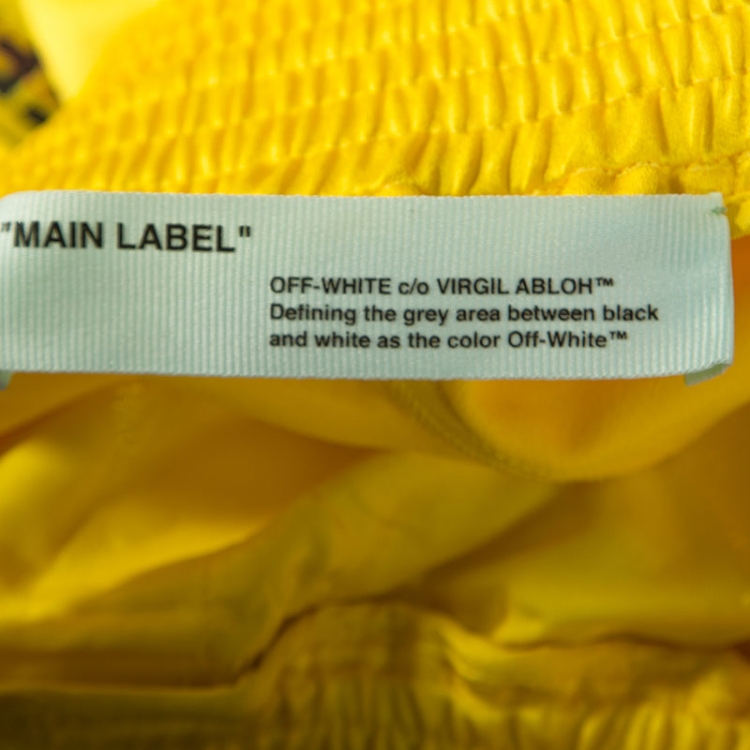 "MAIN LABEL"
OFF-WHITE c/o VIRGIL ABLOH™
Defining the grey area between black
and white as the color Off-White™